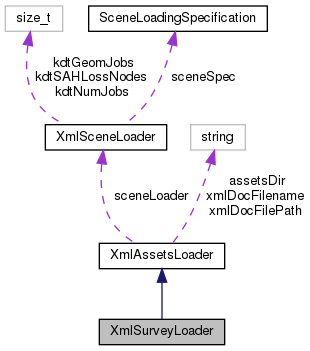 size_t
SceneLoadingSpecification
kdtGeomJobs
kdtSAHLossNodes
kdtNumJobs
sceneSpec
XmlSceneLoader
string
sceneLoader
assetsDir
xmlDocFilename
xmlDocFilePath
XmlAssetsLoader
XmlSurveyLoader